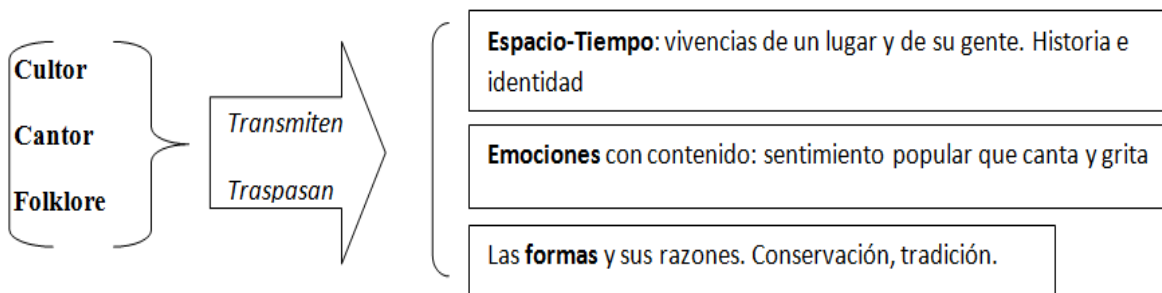 Cultor
Cantor
Folklore
Transmiten
Traspasan
Espacio-Tiempo: vivencias de un lugar y de su gente. Historia e
identidad
Emociones con contenido: sentimiento popular que canta y grita
Las formas y sus razones. Conservación, tradición.